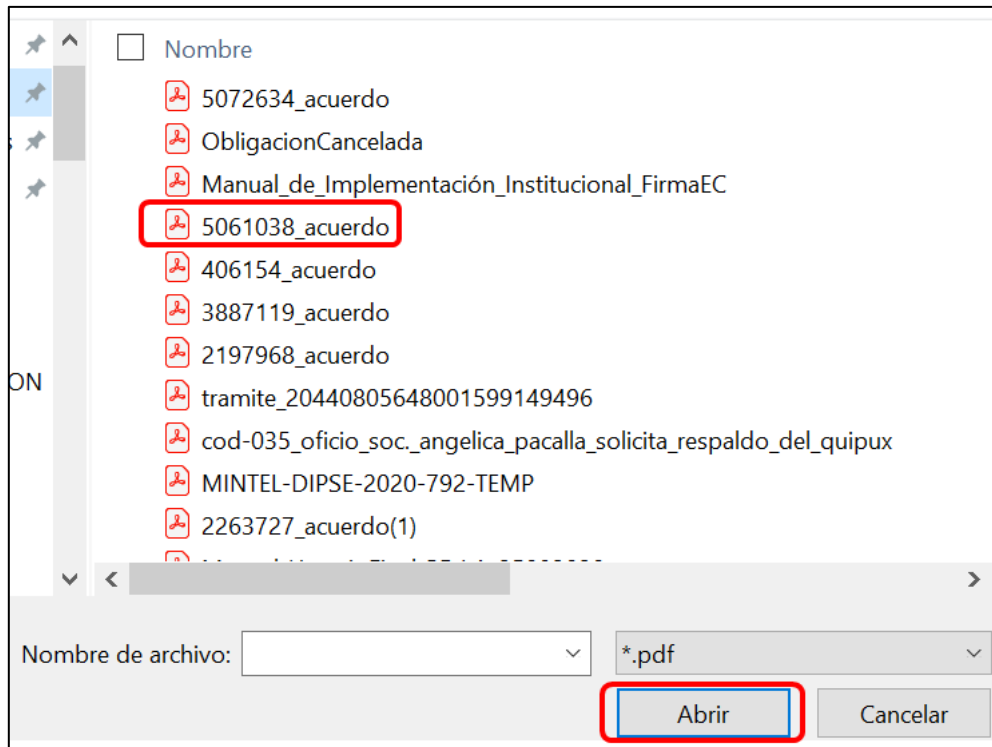 Nombre
5072634_acuerdo
ObligacionCancelada
Manual_de_Implementación_Institucional_FirmaEC
5061038_acuerdo
406154_acuerdo
3887119_acuerdo
2197968_acuerdo
ON
tramite_20440805648001599149496
cod-035_oficio_soc._angelica_pacalla_solicita_respaldo_del_quipux
MINTEL-DIPSE-2020-792-TEMP
2263727_acuerdo(1)
Nombre de archivo:
*.pdf
Abrir
Cancelar